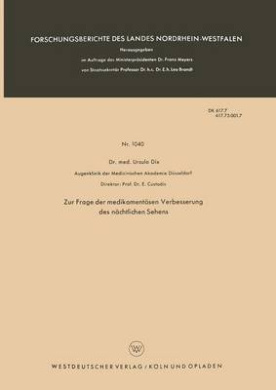 FORSCHUNGSBERICHTE DES LANDES NORDRHEIN-WESTFALEN
Herausgegeben
im Auftrage des Ministerpräsidenten Dr. Franz Meyers
von Staatssekretär Professor Dr. h.c. Dr. E.h. Leo Brandt
DK 617.7
617.72-001.7
Nr. 1040
Dr. med. Ursula Dix
Augenklinik der Medizinischen Akademie Düsseldorf
Direktor: Prof. Dr. E. Custodis
Zur Frage der medikamentösen Verbesserung
des nächtlichen Sehens
WESTDEUTSCHER VERLAG / KÖLN UND OPLADEN